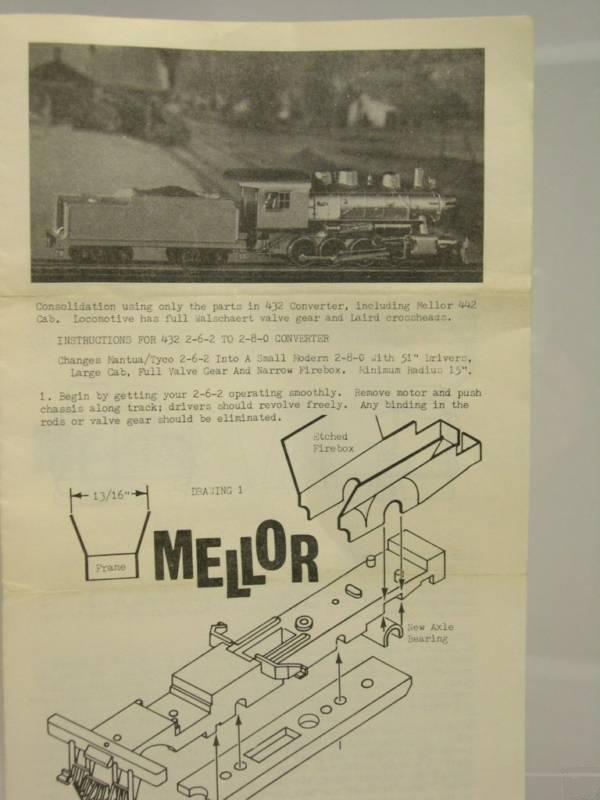 Consolidation using only the parts in 432 Converter, including Mellor 442
Cab. Locomotive has full Walschaert valve gear and Laird crossheads.
INSTRUCTIONS FOR 432 2-6-2 TO 2-8-0 CONVERTER
Changes Mantua/Tyco 2-6-2 Into A Small Modern 2-8-0 With 51" Drivers,
Large Cab, Full Valve Gear And Narrow Firebox. Minimum Radius 15".
1. Begin by getting your 2-6-2 operating smoothly. Remove motor and push
chassis along track; drivers should revolve freely. Any binding in the
rods or valve gear should be eliminated.
Etched
Firebox
13/16"
DRAWING 1
Frame
MELLOR
New Axle
Bearing